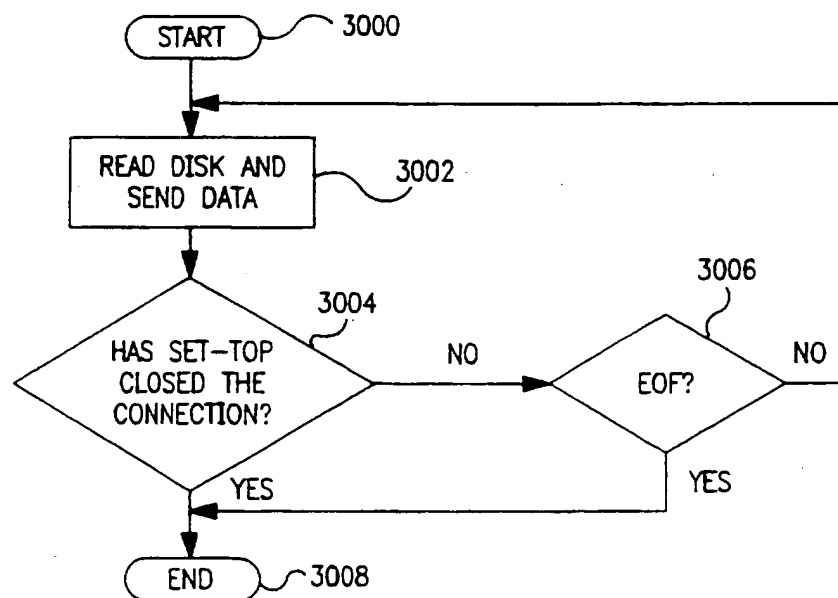 START
3000
READ DISK AND
SEND DATA
3002
HAS SET-TOP
CLOSED THE
CONNECTION?
3004
NO
EOF?
3006
NO
YES
YES
END
3008